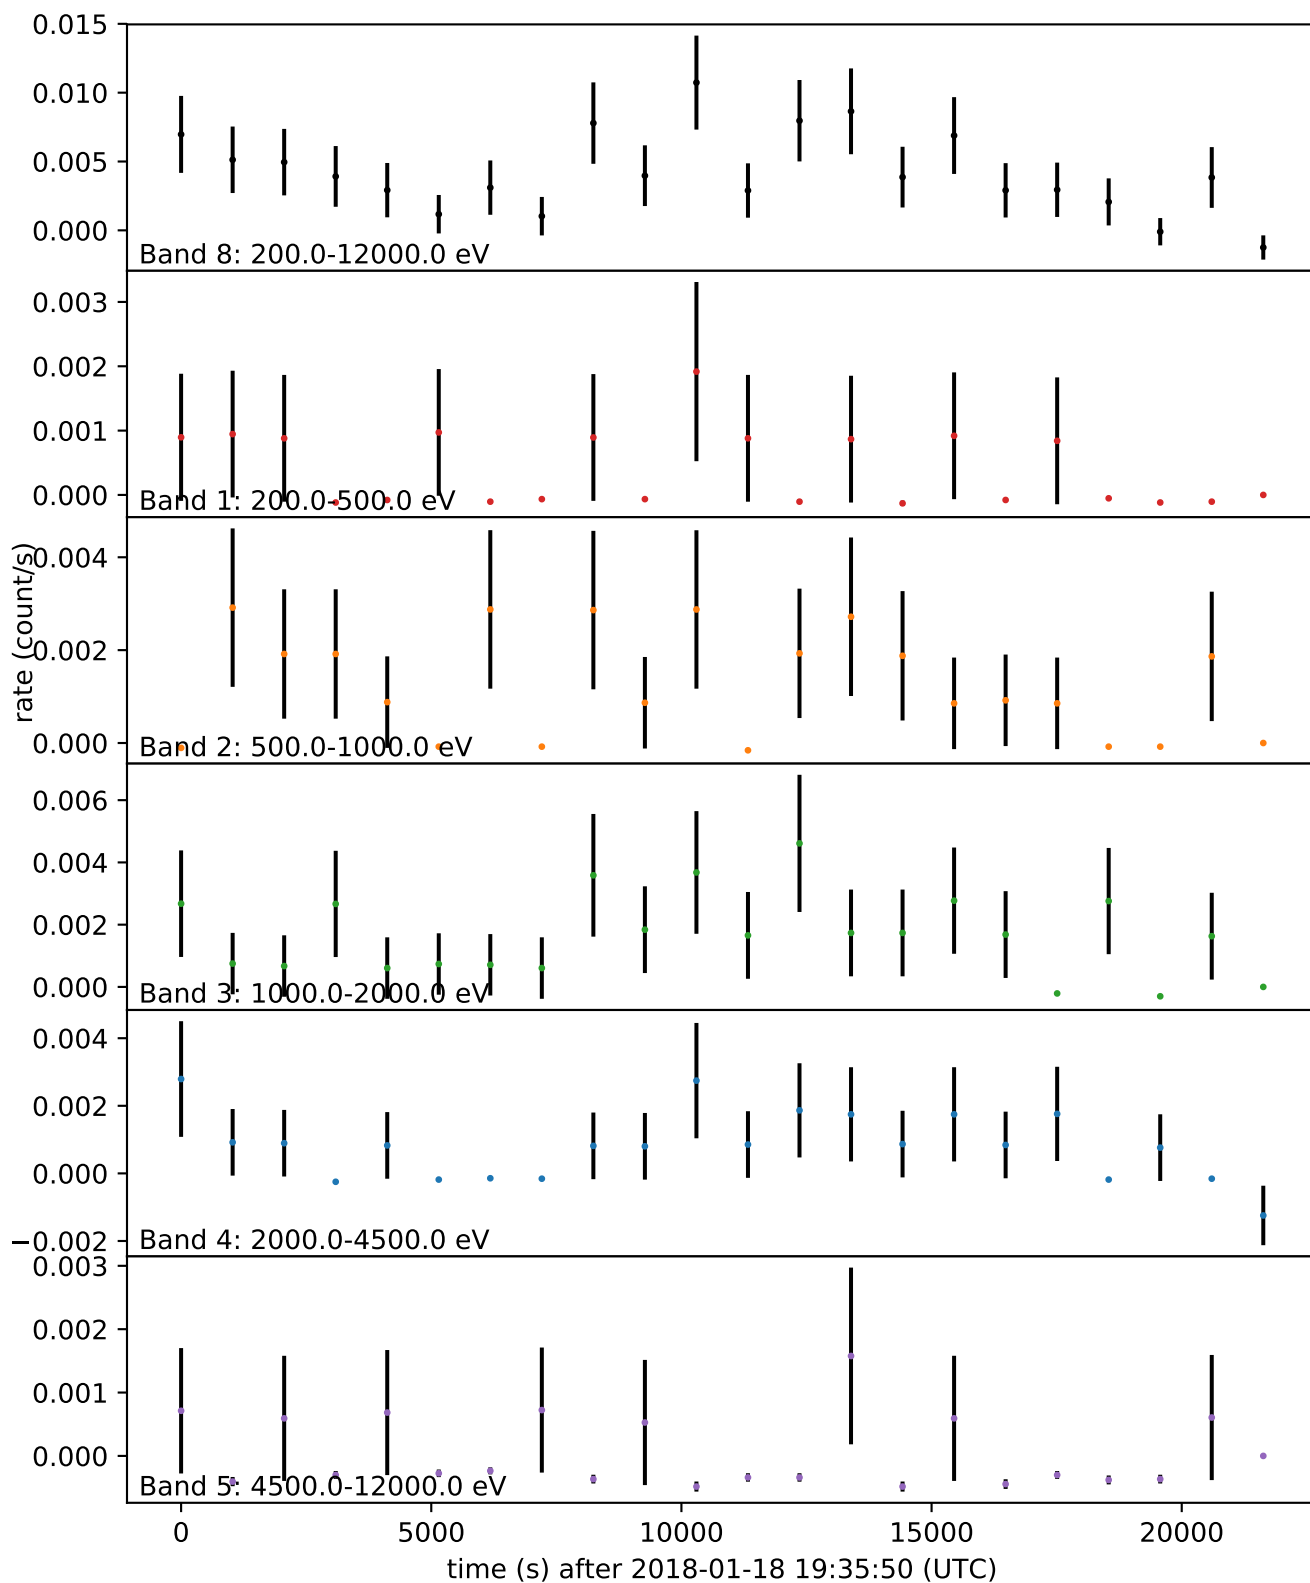 0.015
0.010
0.005
0.000
Band 8: 200.0-12000.0 eV
0.003
0.002
0.001
0.000
Band 1: 200.0-500.0 eV
rate (count/s)
0.004
0.002
0.000
Band 2: 500.0-1000.0 eV
0.006
0.004
0.002
0.000
Band 3: 1000.0-2000.0 eV
0.004
0.002
0.000
−0.002
Band 4: 2000.0-4500.0 eV
0.003
0.002
0.001
0.000
Band 5: 4500.0-12000.0 eV
0 5000 10000 15000 20000
time (s) after 2018-01-18 19:35:50 (UTC)